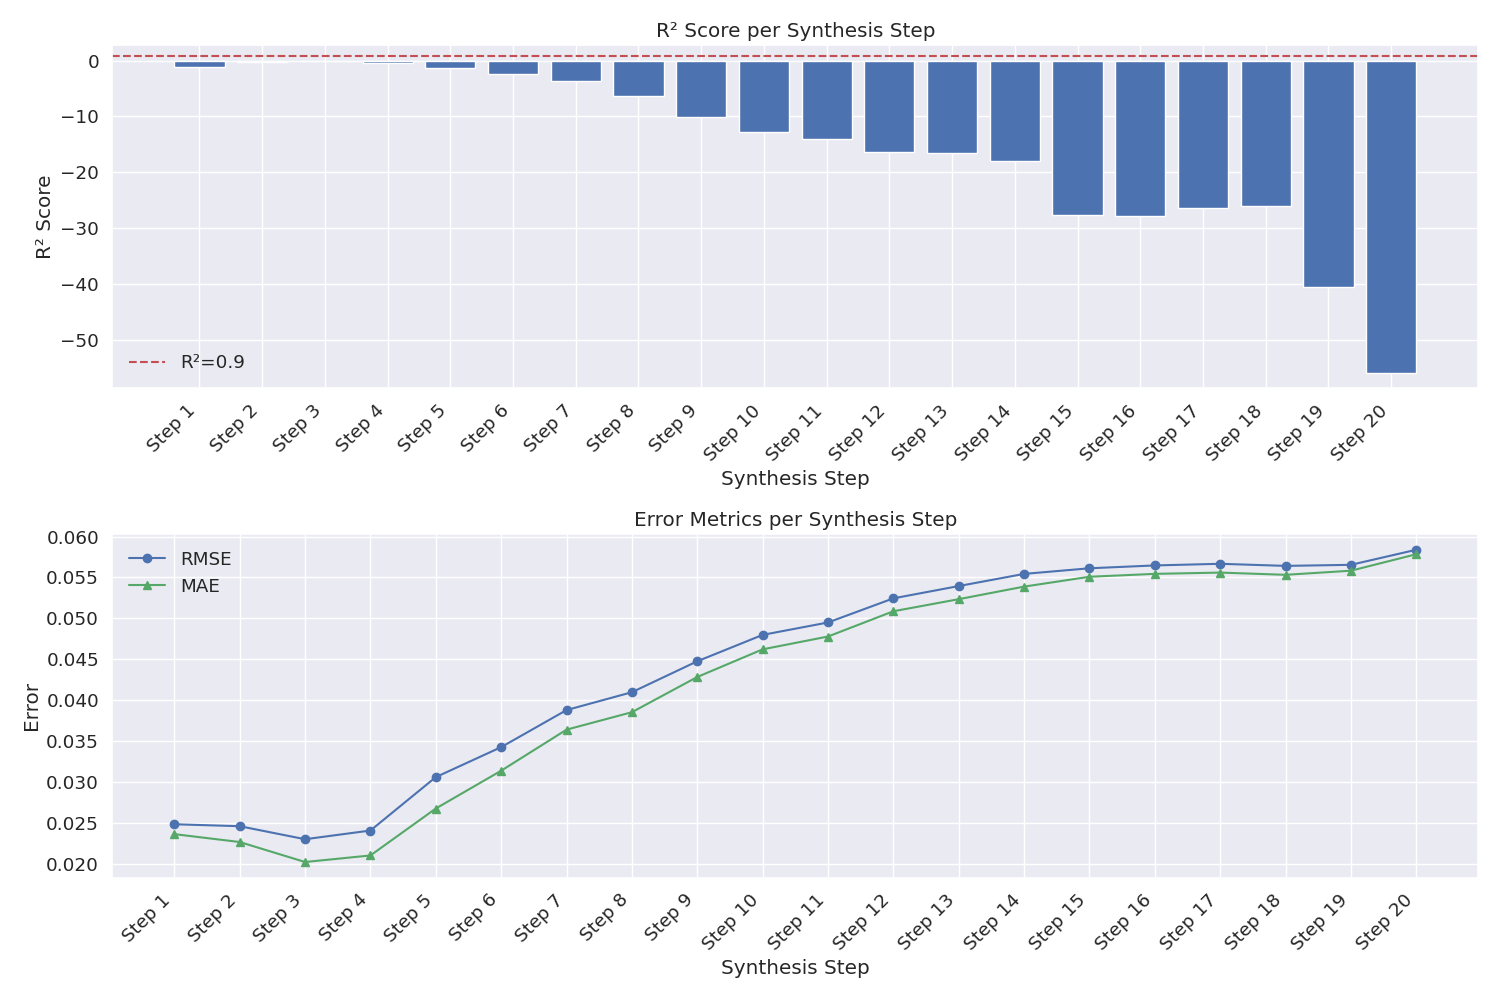 R² Score per Synthesis Step
R² Score
0
−10
−20
−30
−40
−50
R²=0.9
Step 1
Step 2
Step 3
Step 4
Step 5
Step 6
Step 7
Step 8
Step 9
Step 10
Step 11
Step 12
Step 13
Step 14
Step 15
Step 16
Step 17
Step 18
Step 19
Step 20
Synthesis Step
Error Metrics per Synthesis Step
Error
0.060
0.055
0.050
0.045
0.040
0.035
0.030
0.025
0.020
RMSE
MAE
Step 1
Step 2
Step 3
Step 4
Step 5
Step 6
Step 7
Step 8
Step 9
Step 10
Step 11
Step 12
Step 13
Step 14
Step 15
Step 16
Step 17
Step 18
Step 19
Step 20
Synthesis Step